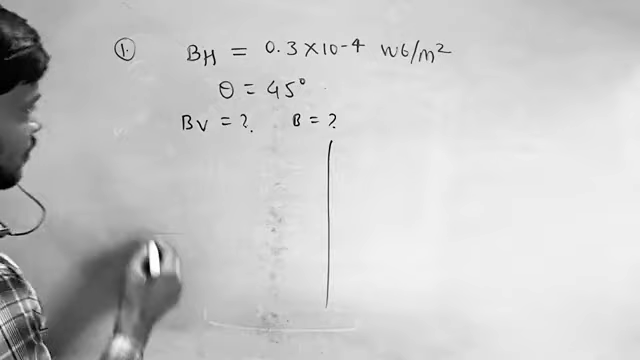 1. BH = 0.3×10-4 Wb/m²
θ = 45°
BV = ? B = ?